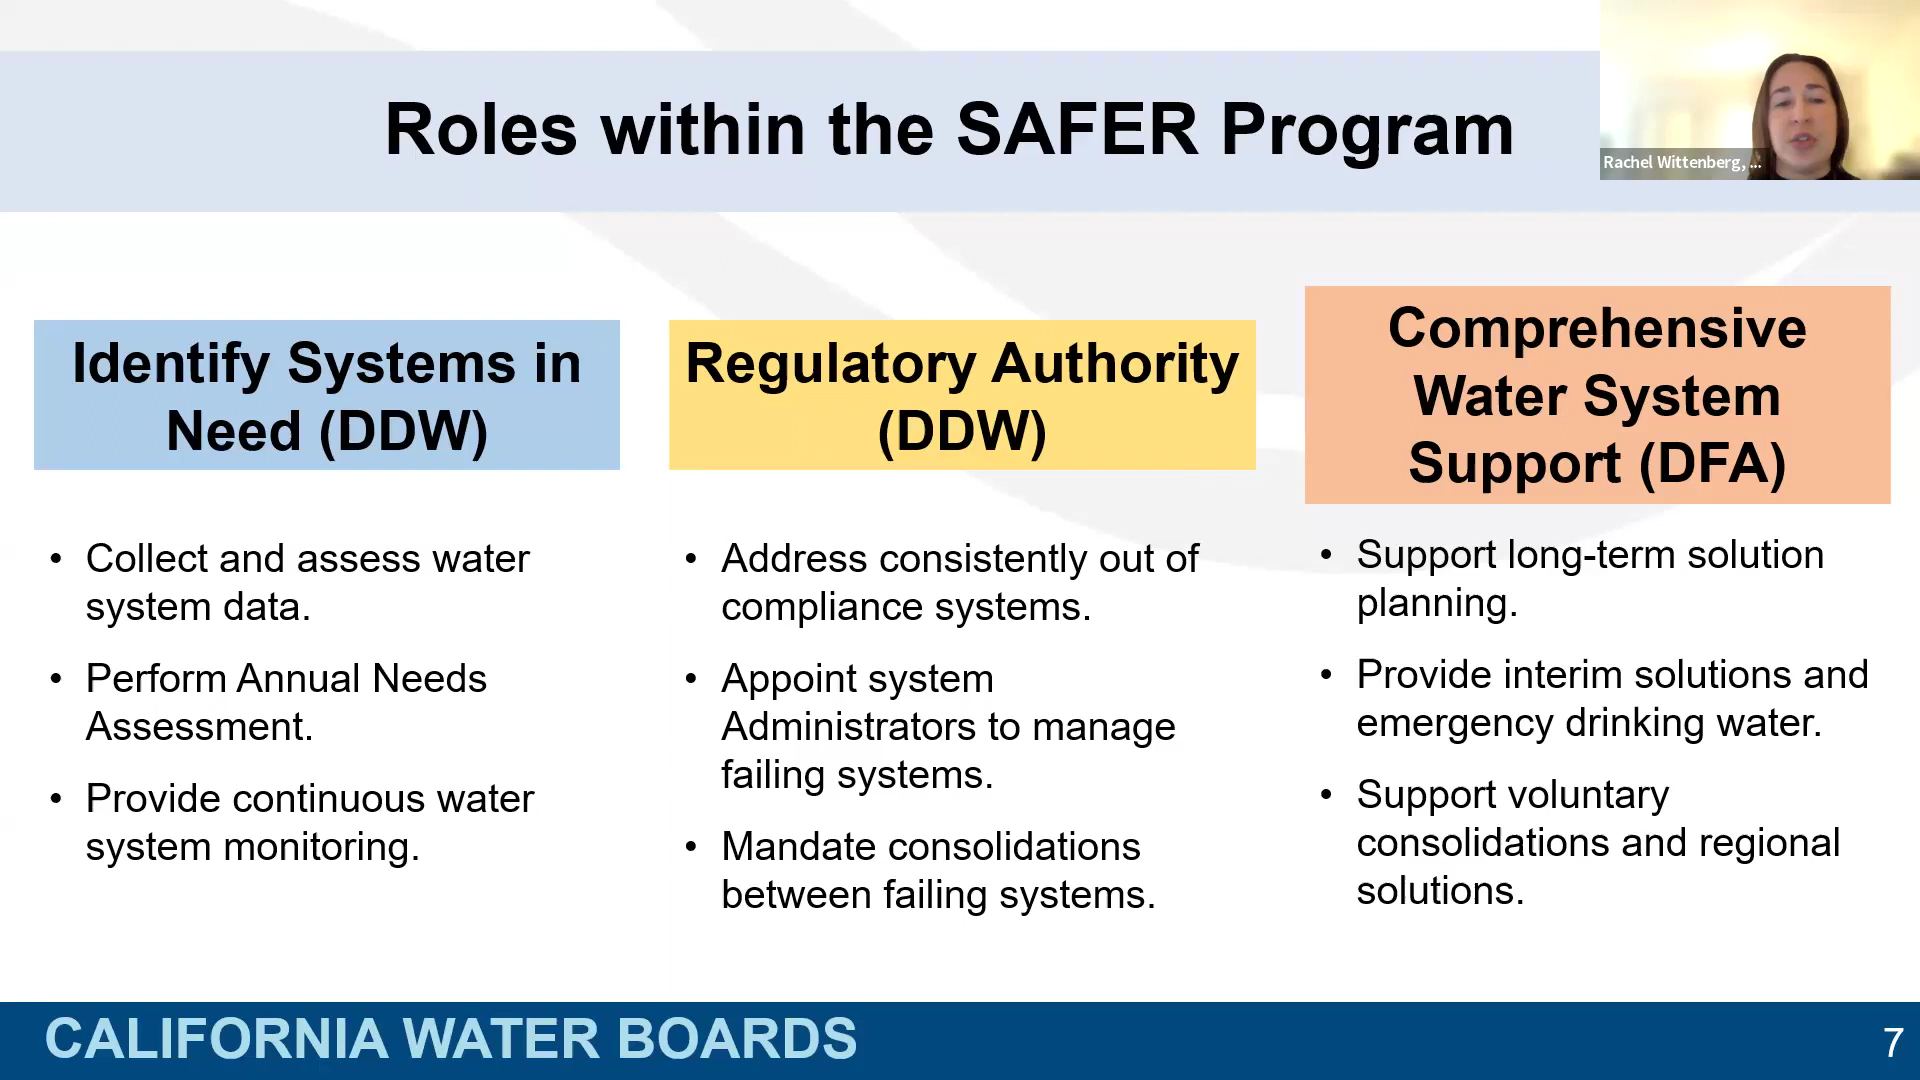 Roles within the SAFER Program
Rachel Wittenberg, ...
Identify Systems in
Need (DDW)
• Collect and assess water
system data.
• Perform Annual Needs
Assessment.
• Provide continuous water
system monitoring.
Regulatory Authority
(DDW)
• Address consistently out of
compliance systems.
• Appoint system
Administrators to manage
failing systems.
• Mandate consolidations
between failing systems.
Comprehensive
Water System
Support (DFA)
• Support long-term solution
planning.
• Provide interim solutions and
emergency drinking water.
• Support voluntary
consolidations and regional
solutions.
CALIFORNIA WATER BOARDS
7